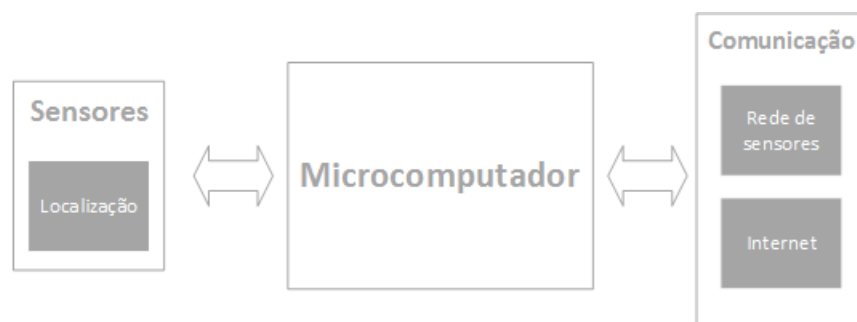 Sensores
Localização
Microcomputador
Comunicação
Rede de
sensores
Internet